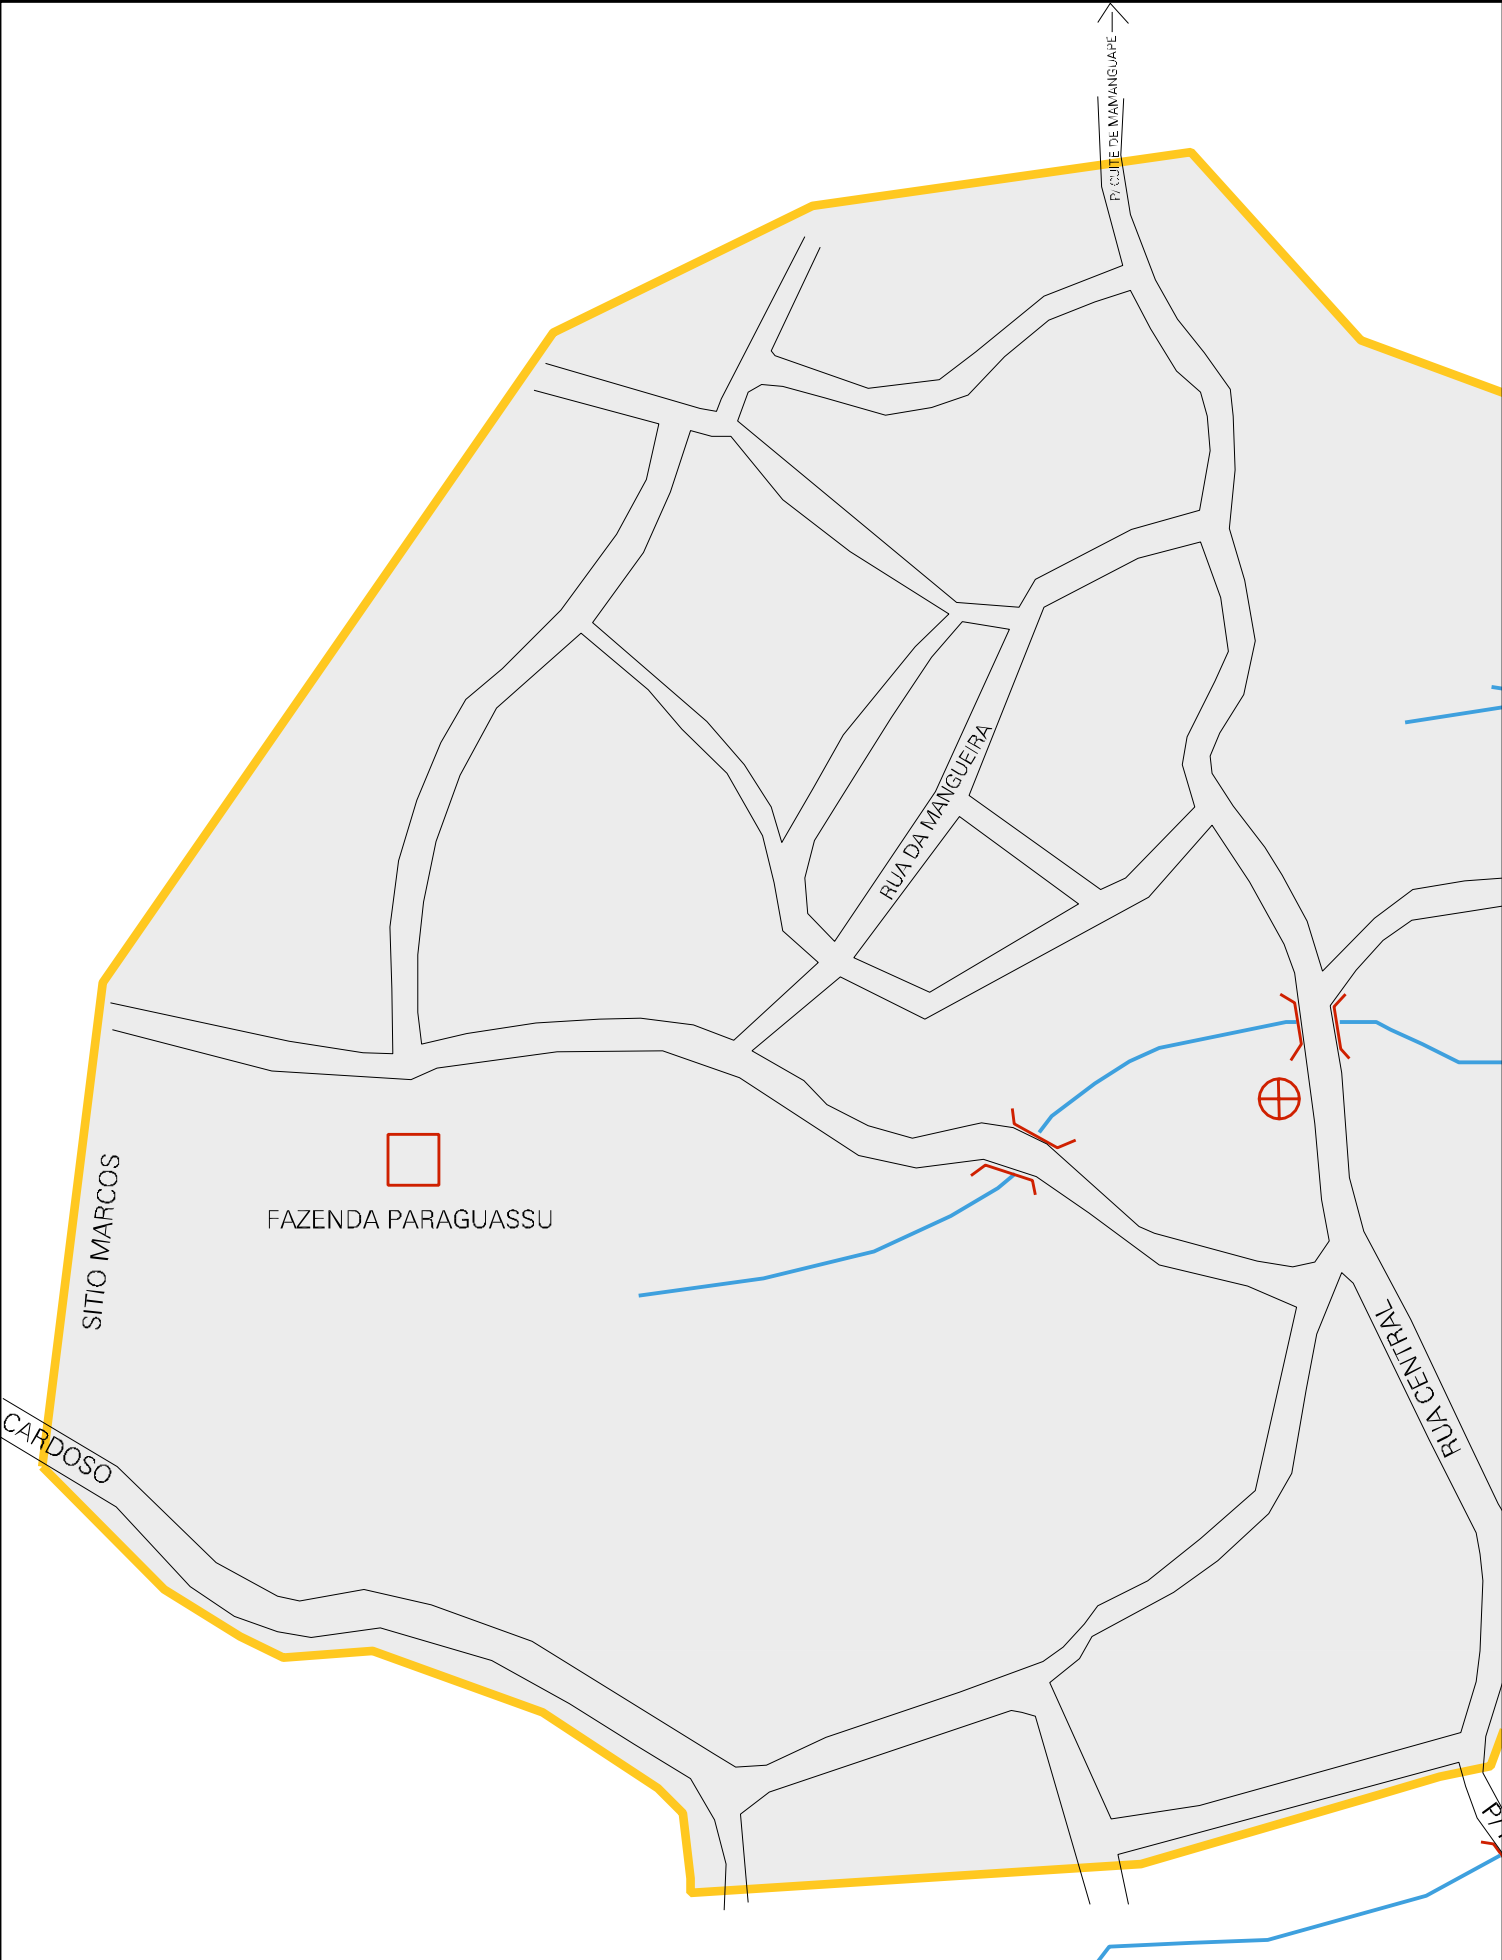 P/ CUITE DE MAMANGUAPE
RUA DA MANGUEIRA
SITIO MARCOS
FAZENDA PARAGUASSU
RUA CENTRAL
CARDOSO
P/